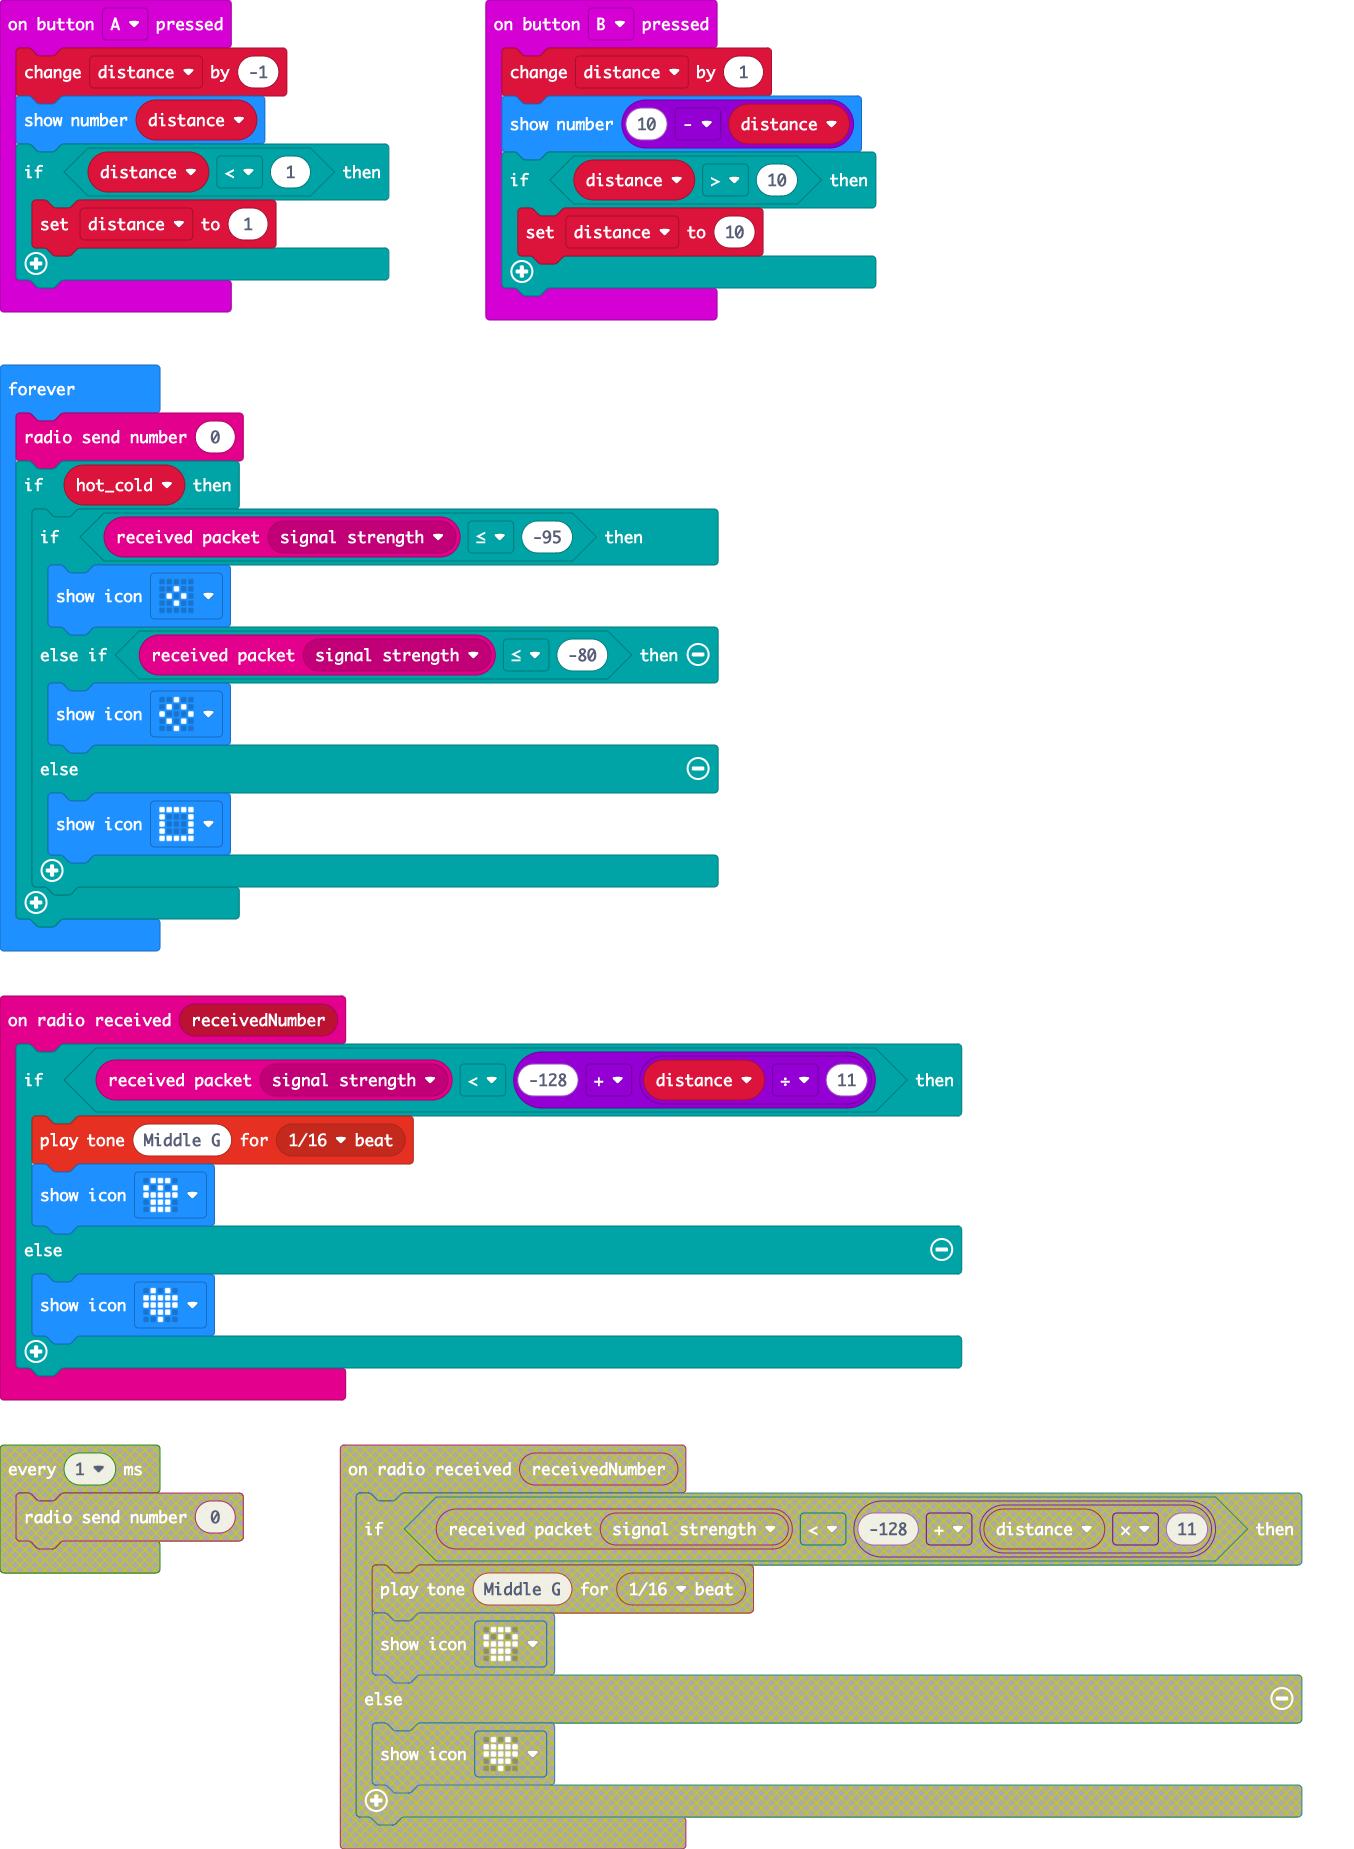 on button A pressed
change distance by -1
show number distance
if distance < 1 then
set distance to 1
on button B pressed
change distance by 1
show number 10 - distance
if distance > 10 then
set distance to 10
forever
radio send number 0
if hot_cold then
if received packet signal strength ≤ -95 then
show icon
else if received packet signal strength ≤ -80 then
show icon
else
show icon
on radio received receivedNumber
if received packet signal strength < -128 + distance ÷ 11 then
play tone Middle G for 1/16 beat
show icon
else
show icon
every 1 ms
radio send number 0
on radio received receivedNumber
if received packet signal strength < -128 + distance × 11 then
play tone Middle G for 1/16 beat
show icon
else
show icon